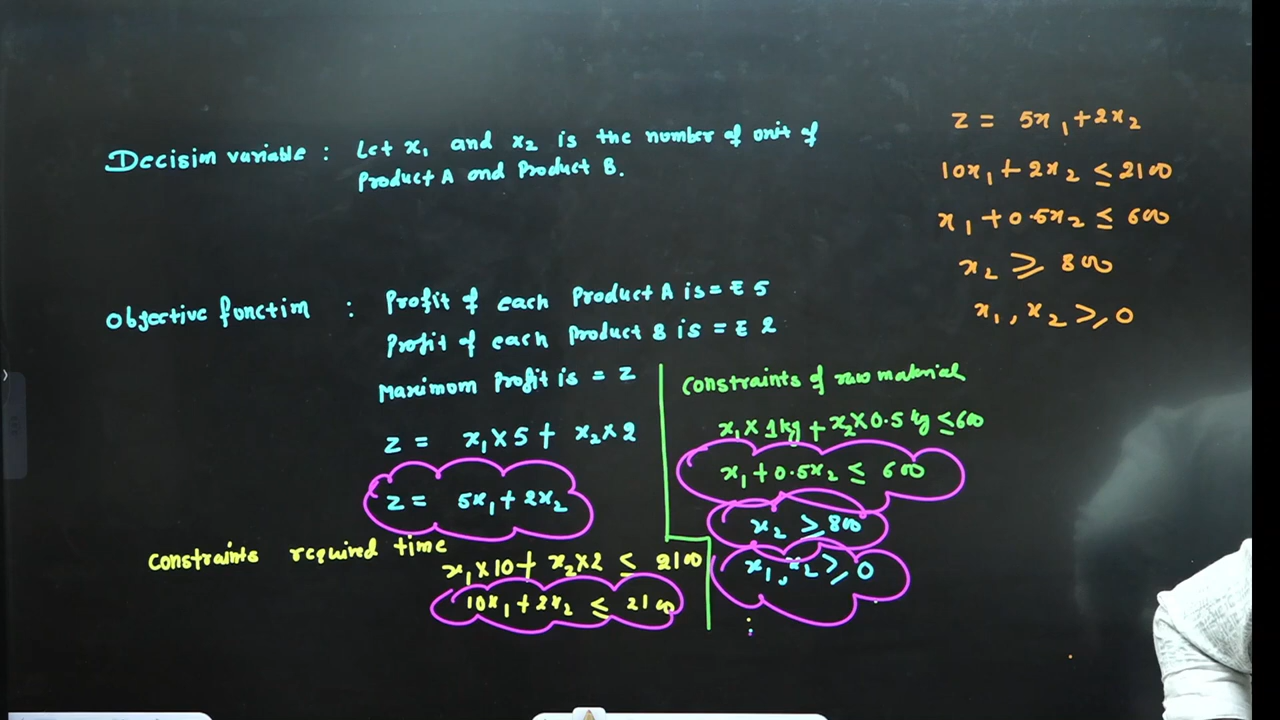 Decision variable : Let x₁ and x₂ is the number of unit of
Product A and Product B.
Objective function : Profit of each Product A is = ₹ 5
Profit of each Product B is = ₹ 2
Maximum Profit is = Z
Z = x₁ × 5 + x₂ × 2
Z = 5x₁ + 2x₂
Constraints required time
x₁ × 10 + x₂ × 2 ≤ 2100
10x₁ + 2x₂ ≤ 2100
Constraints of raw material
x₁ × 1 kg + x₂ × 0.5 kg ≤ 600
x₁ + 0.5x₂ ≤ 600
x₂ ≥ 800
x₁, x₂ ≥ 0
Z = 5x₁ + 2x₂
10x₁ + 2x₂ ≤ 2100
x₁ + 0.5x₂ ≤ 600
x₂ ≥ 800
x₁, x₂ ≥ 0